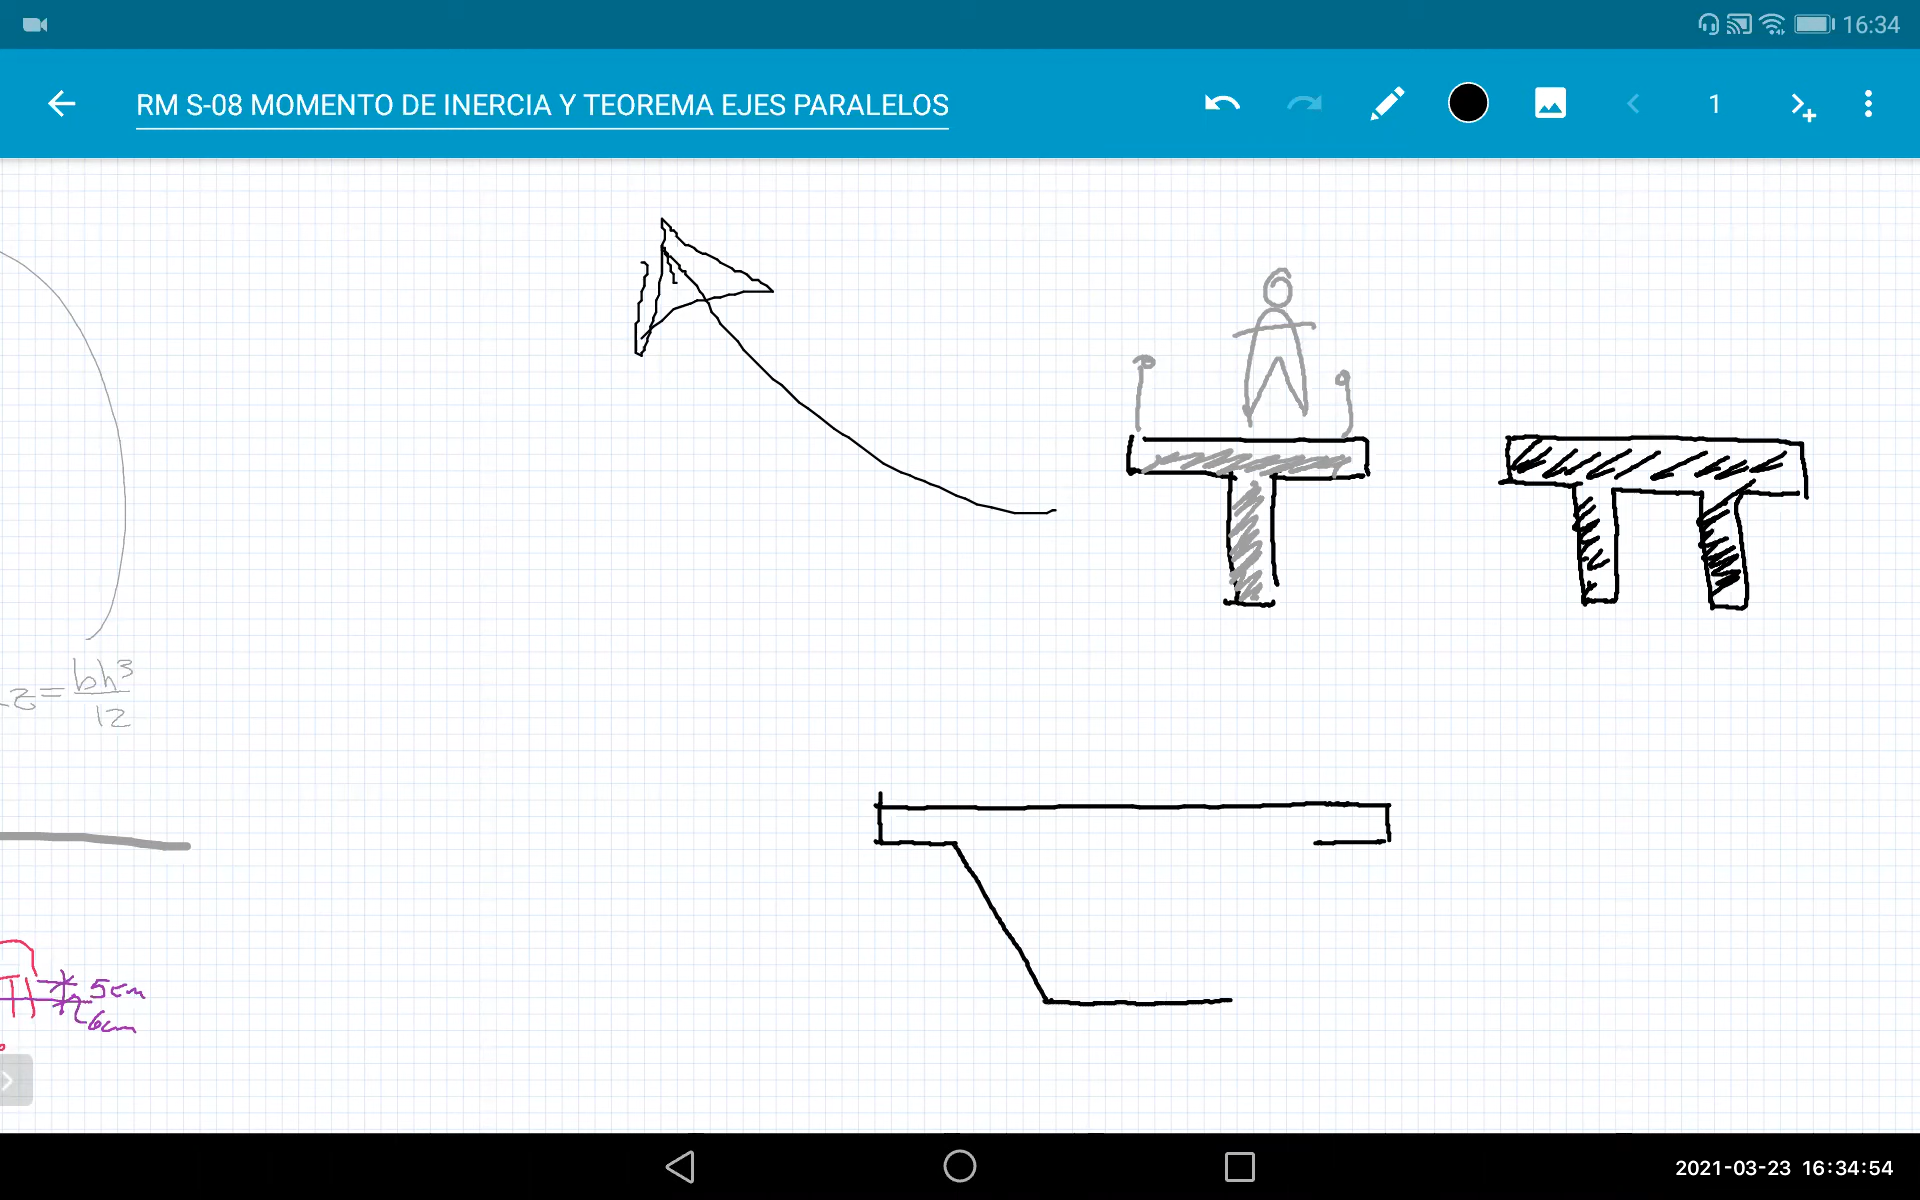 16:34
RM S-08 MOMENTO DE INERCIA Y TEOREMA EJES PARALELOS
1
z = bh³
12
5cm
6cm
2021-03-23 16:34:54